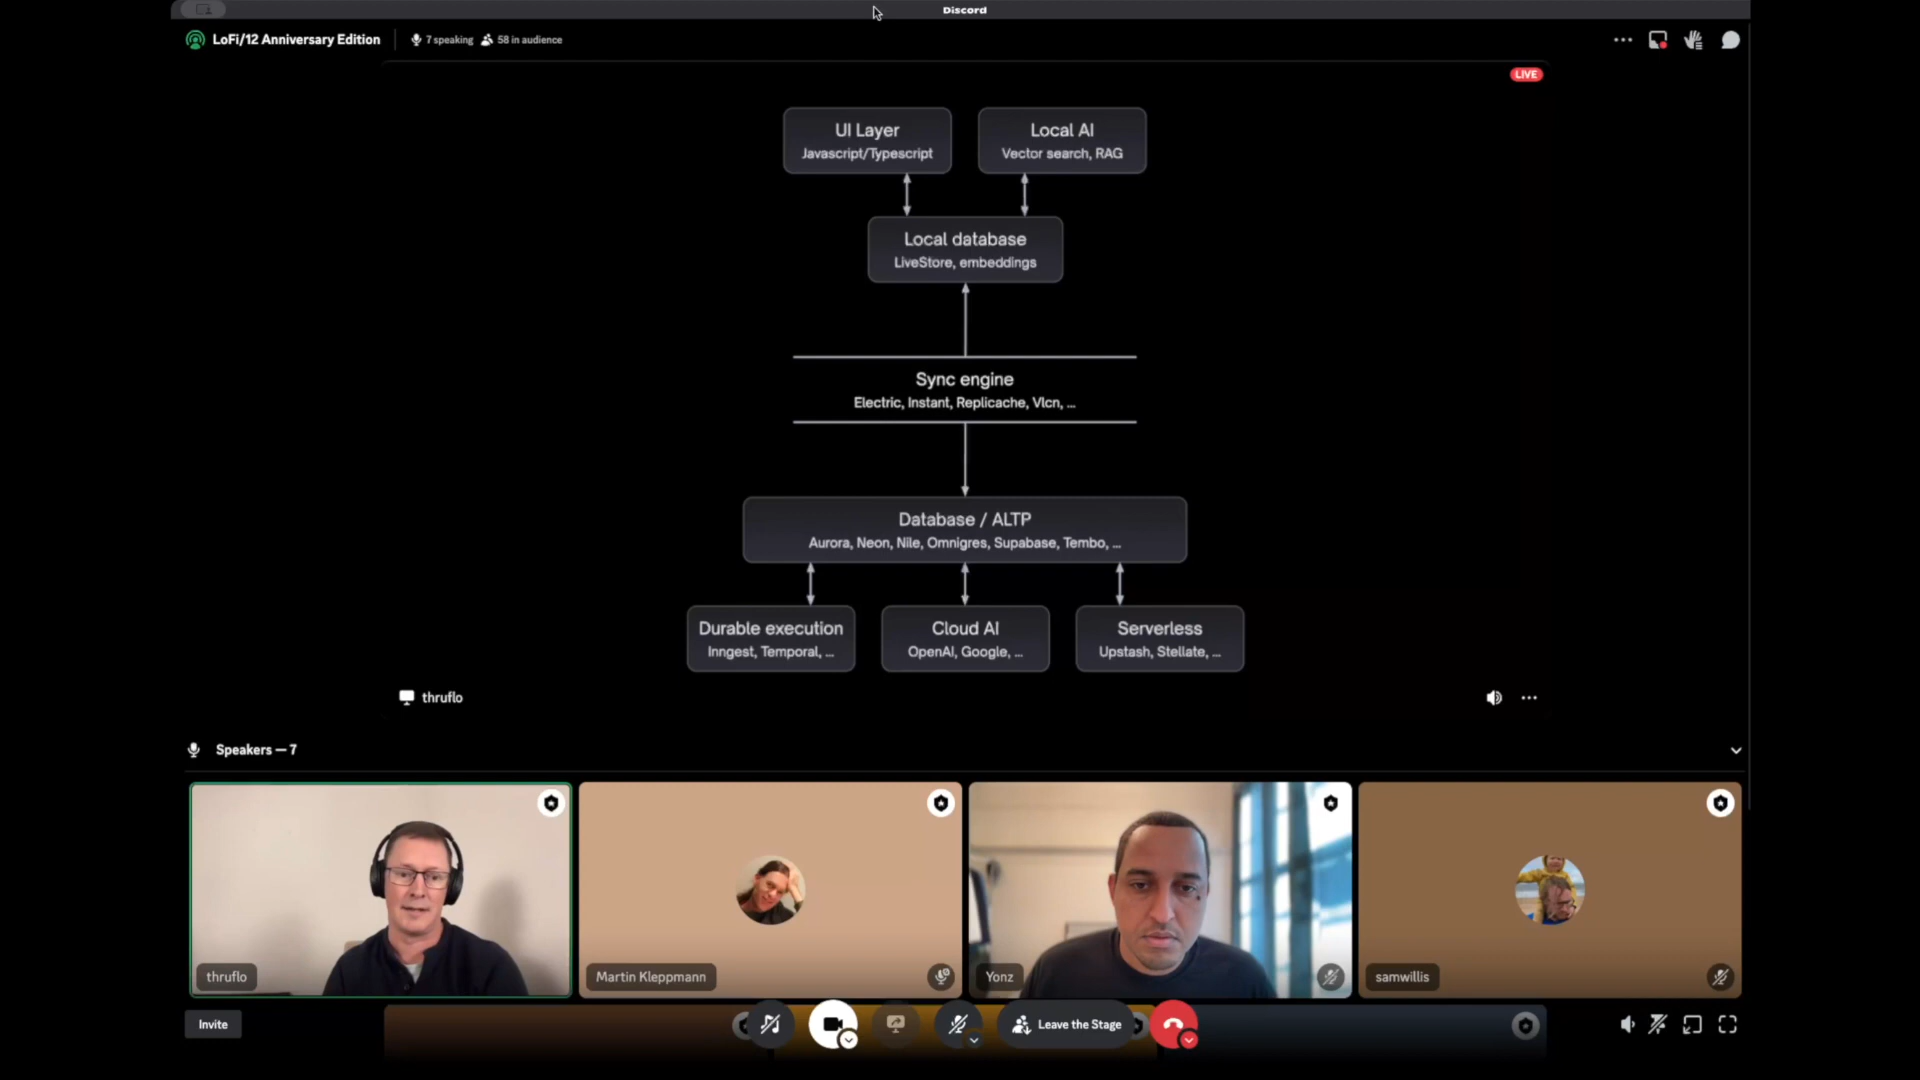 Discord
LoFi/12 Anniversary Edition
7 speaking
58 in audience
LIVE
UI Layer
Javascript/Typescript
Local AI
Vector search, RAG
Local database
LiveStore, embeddings
Sync engine
Electric, Instant, Replicache, Vlcn, ...
Database / ALTP
Aurora, Neon, Nile, Omnigres, Supabase, Tembo, ...
Durable execution
Inngest, Temporal, ...
Cloud AI
OpenAI, Google, ...
Serverless
Upstash, Stellate, ...
thruflo
Speakers — 7
thruflo
Martin Kleppmann
Yonz
samwillis
Invite
Leave the Stage